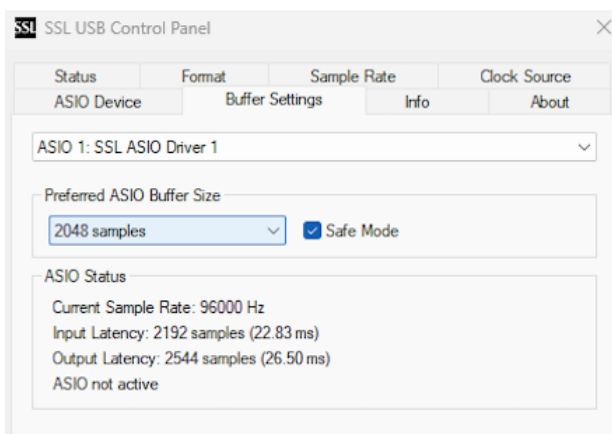 SSL SSL USB Control Panel
Status Format Sample Rate Clock Source
ASIO Device Buffer Settings Info About
ASIO 1: SSL ASIO Driver 1
Preferred ASIO Buffer Size
2048 samples Safe Mode
ASIO Status
Current Sample Rate: 96000 Hz
Input Latency: 2192 samples (22.83 ms)
Output Latency: 2544 samples (26.50 ms)
ASIO not active